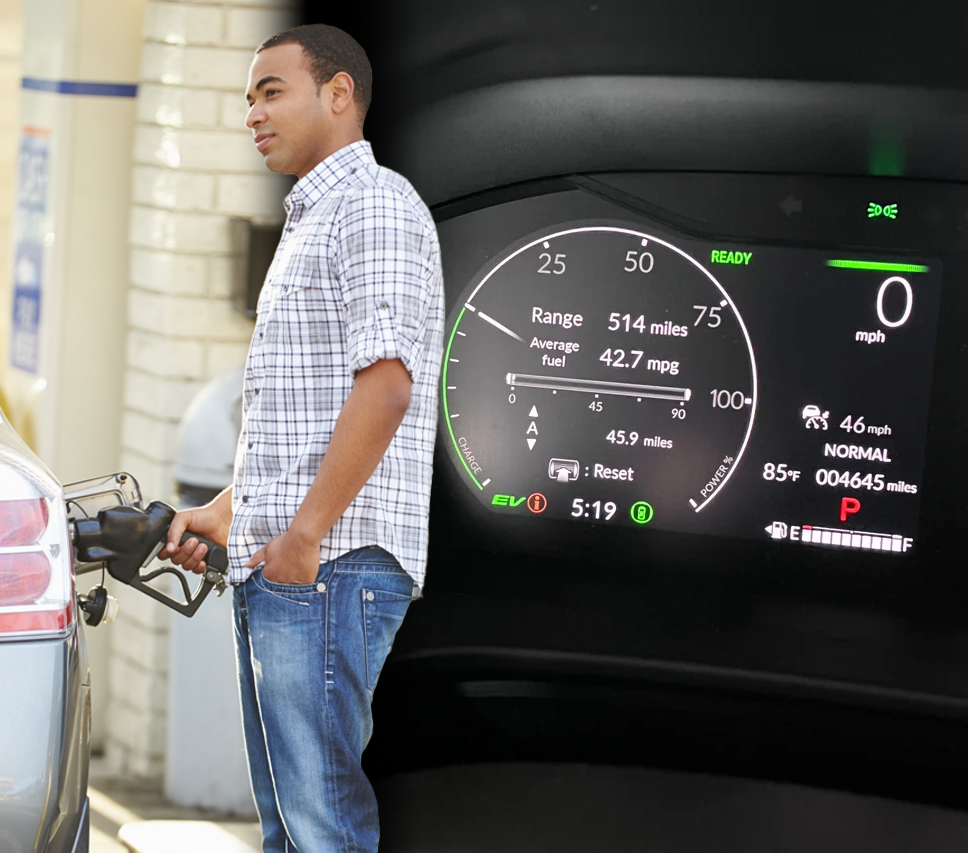 READY
25
50
75
100
0
mph
Range 514 miles
Average
fuel 42.7 mpg
0 45 90
A
45.9 miles
: Reset
CHARGE
POWER %
EV
5:19
46 mph
NORMAL
85°F 004645 miles
P
E F